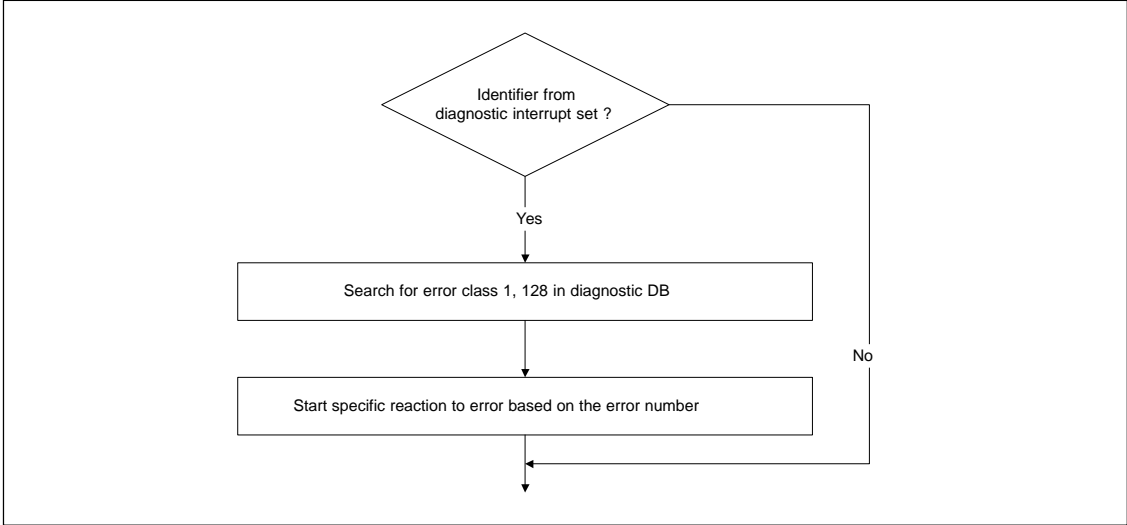 Identifier from
diagnostic interrupt set ?
Yes
Search for error class 1, 128 in diagnostic DB
No
Start specific reaction to error based on the error number